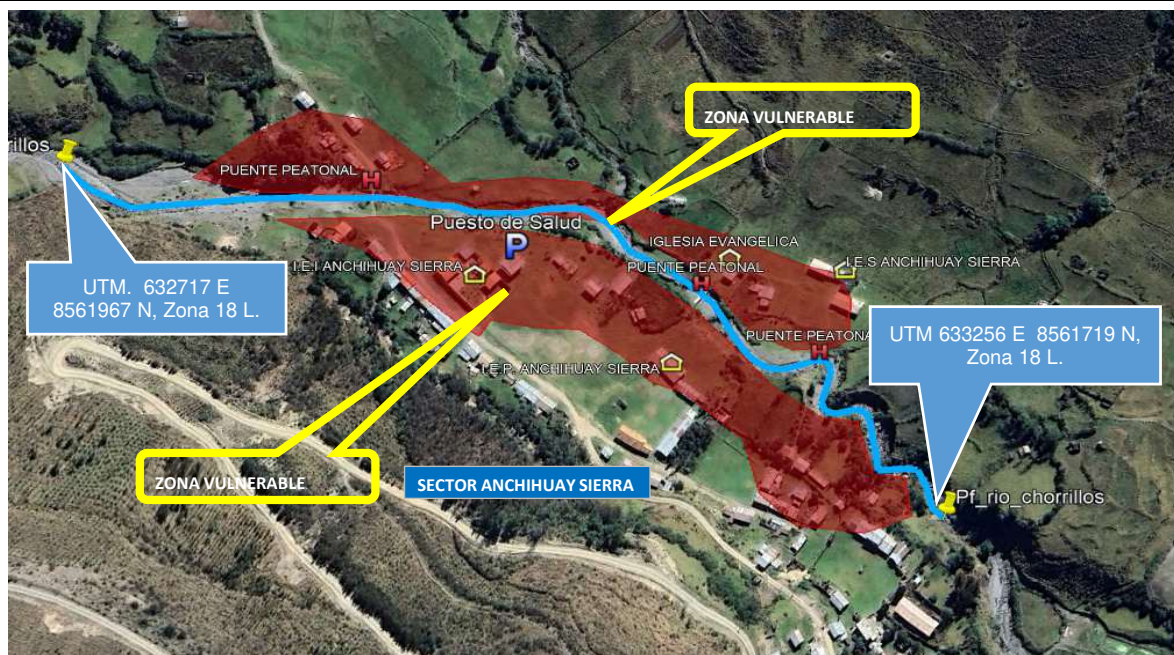 ZONA VULNERABLE
rillos
PUENTE PEATONAL
H
Puesto de Salud
P
IGLESIA EVANGELICA
I.E.I ANCHIHUAY SIERRA
PUENTE PEATONAL
H
I.E.S ANCHIHUAY SIERRA
UTM. 632717 E
8561967 N, Zona 18 L.
PUENTE PEATONA
H
UTM 633256 E 8561719 N,
Zona 18 L.
I.E.P. ANCHIHUAY SIERRA
ZONA VULNERABLE
SECTOR ANCHIHUAY SIERRA
Pf_rio_chorrillos